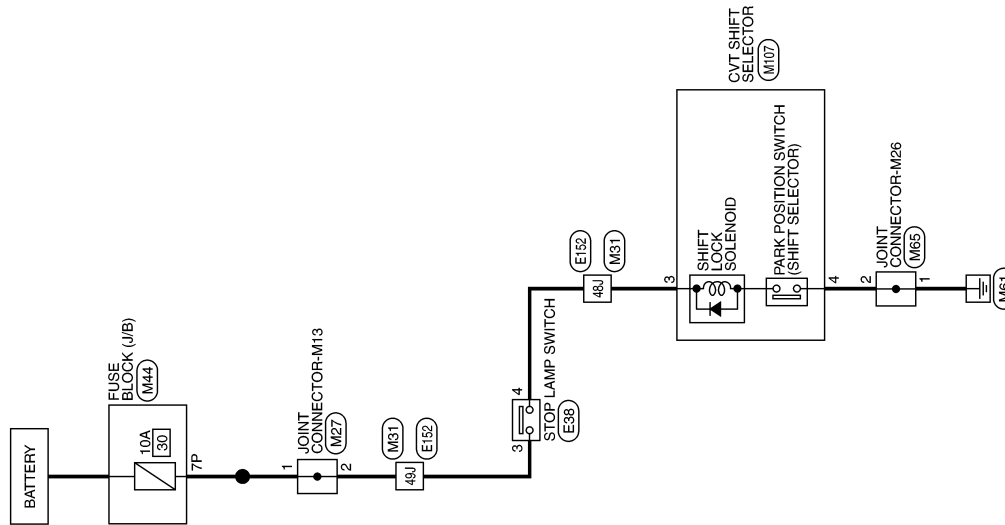 BATTERY
FUSE
BLOCK (J/B)
M44
10A
30
7P
JOINT
CONNECTOR-M13
M27
1
2
M31
49J
E152
3
4
STOP LAMP SWITCH
E38
E152
48J
M31
CVT SHIFT
SELECTOR
M107
3
SHIFT
LOCK
SOLENOID
PARK POSITION SWITCH
(SHIFT SELECTOR)
4
JOINT
CONNECTOR-M26
M65
2
1
M61